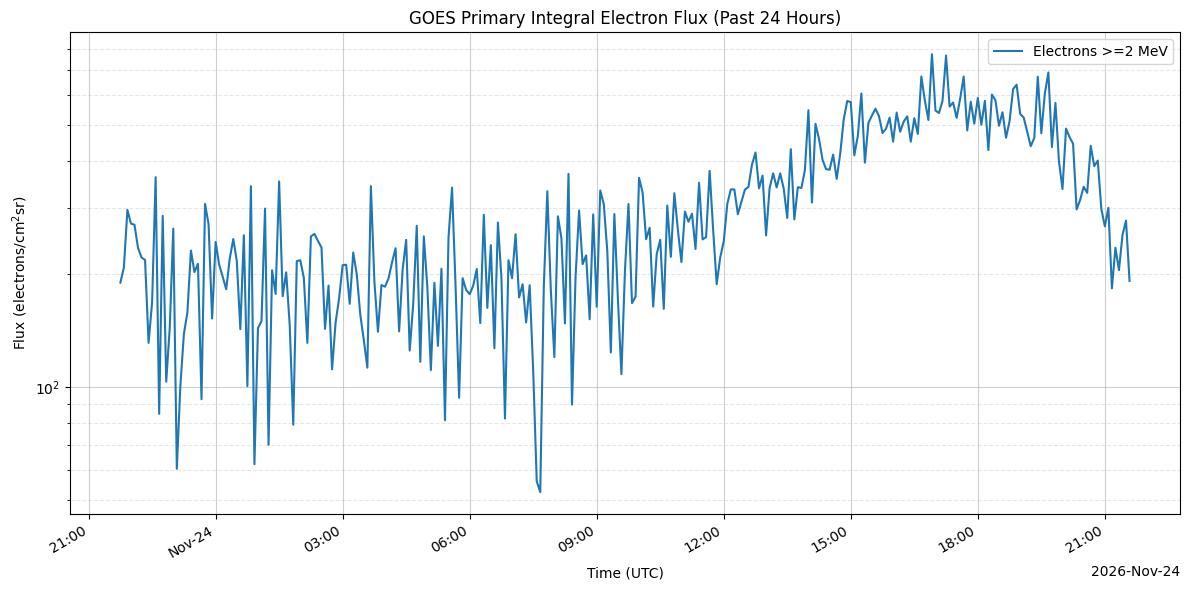 GOES Primary Integral Electron Flux (Past 24 Hours)
Electrons >=2 MeV
Flux (electrons/cm²sr)
10²
21:00
Nov-24
03:00
06:00
09:00
12:00
15:00
18:00
21:00
Time (UTC)
2026-Nov-24